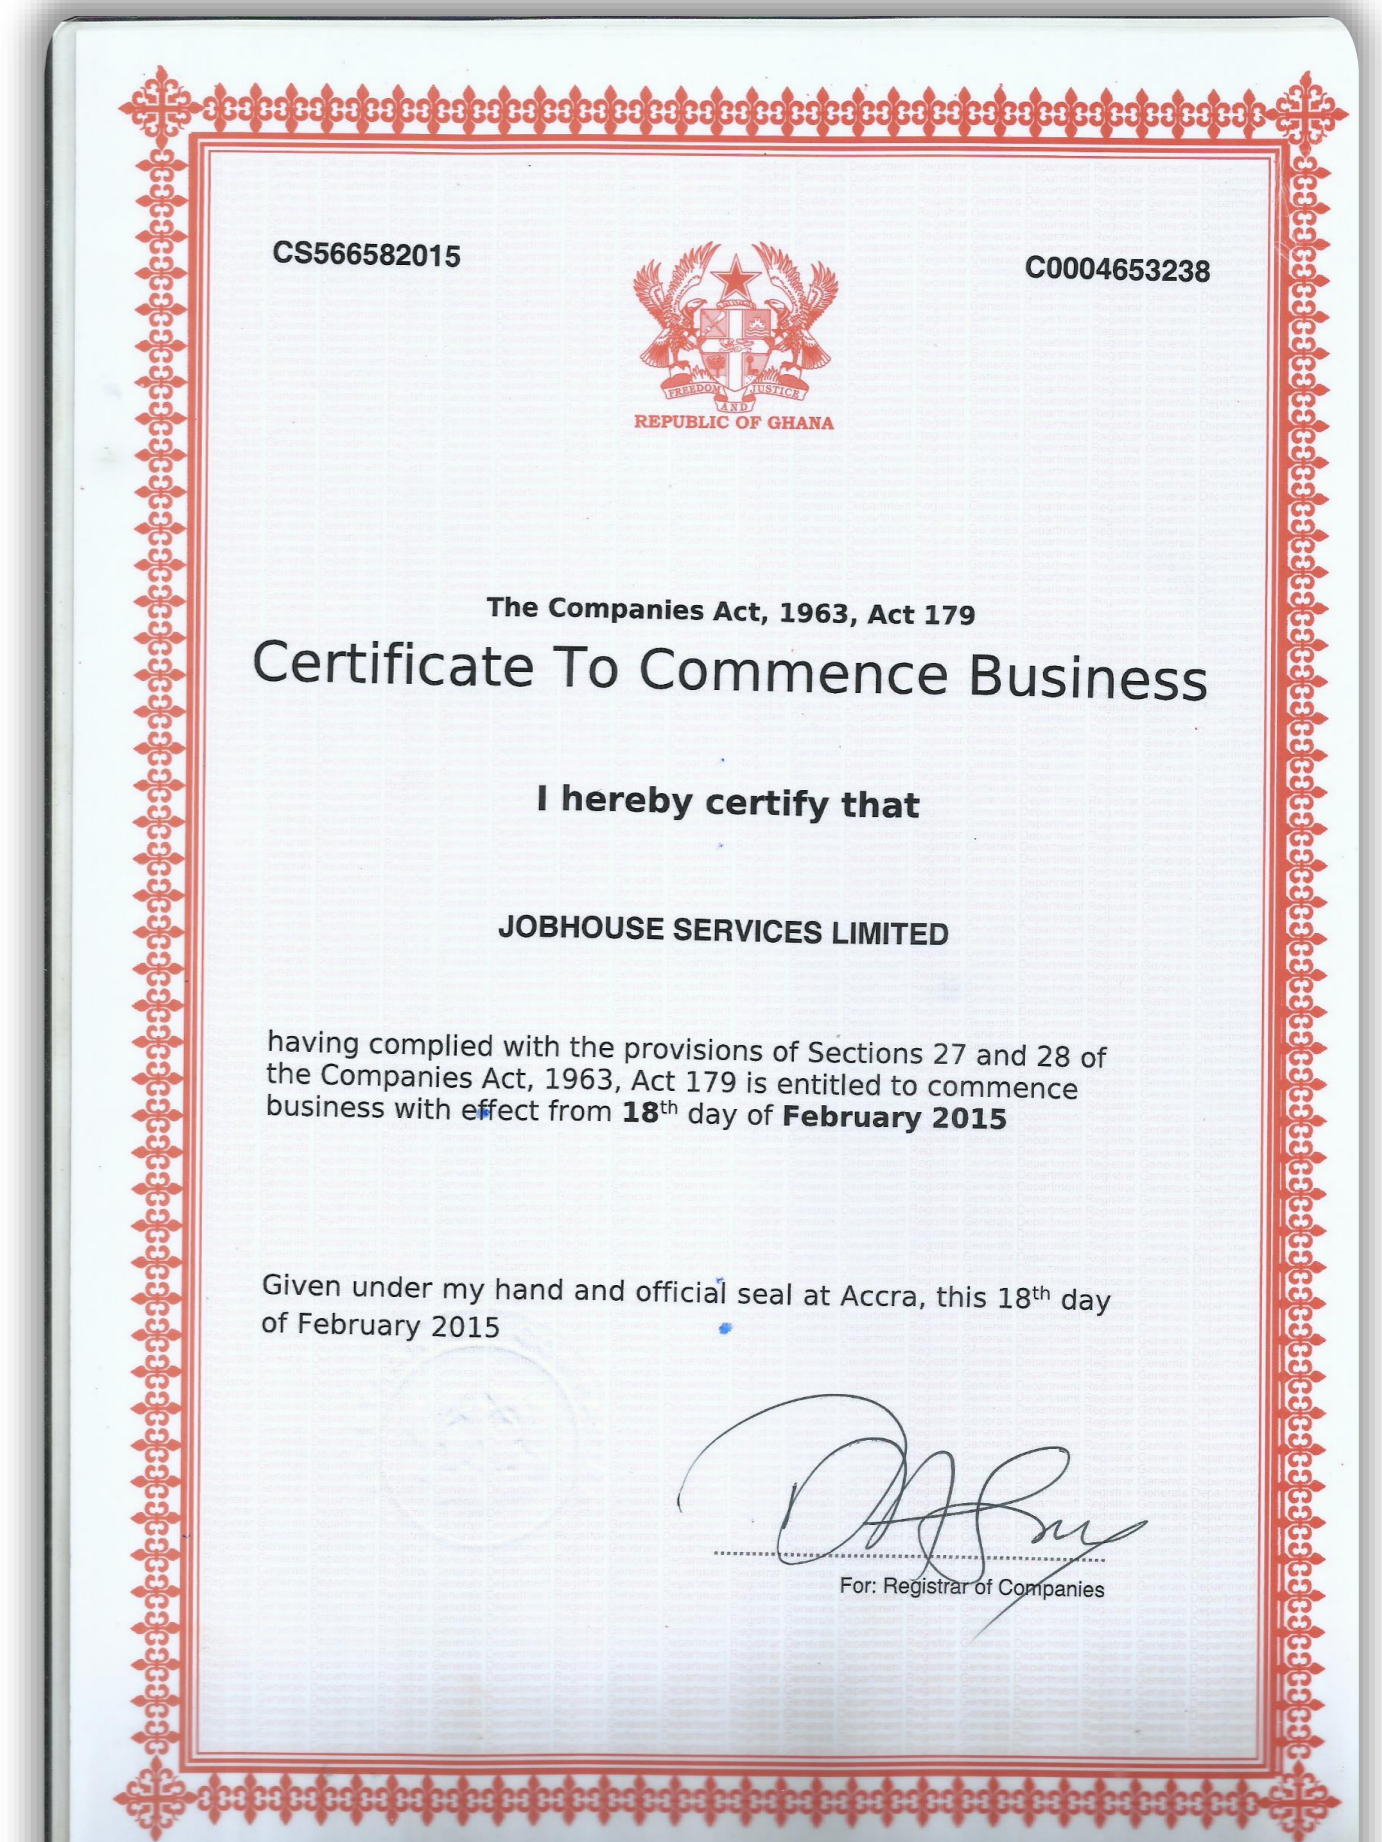 CS566582015
C0004653238
FREEDOM AND JUSTICE
REPUBLIC OF GHANA
The Companies Act, 1963, Act 179
Certificate To Commence Business
I hereby certify that
JOBHOUSE SERVICES LIMITED
having complied with the provisions of Sections 27 and 28 of
the Companies Act, 1963, Act 179 is entitled to commence
business with effect from 18th day of February 2015
Given under my hand and official seal at Accra, this 18th day
of February 2015
For: Registrar of Companies